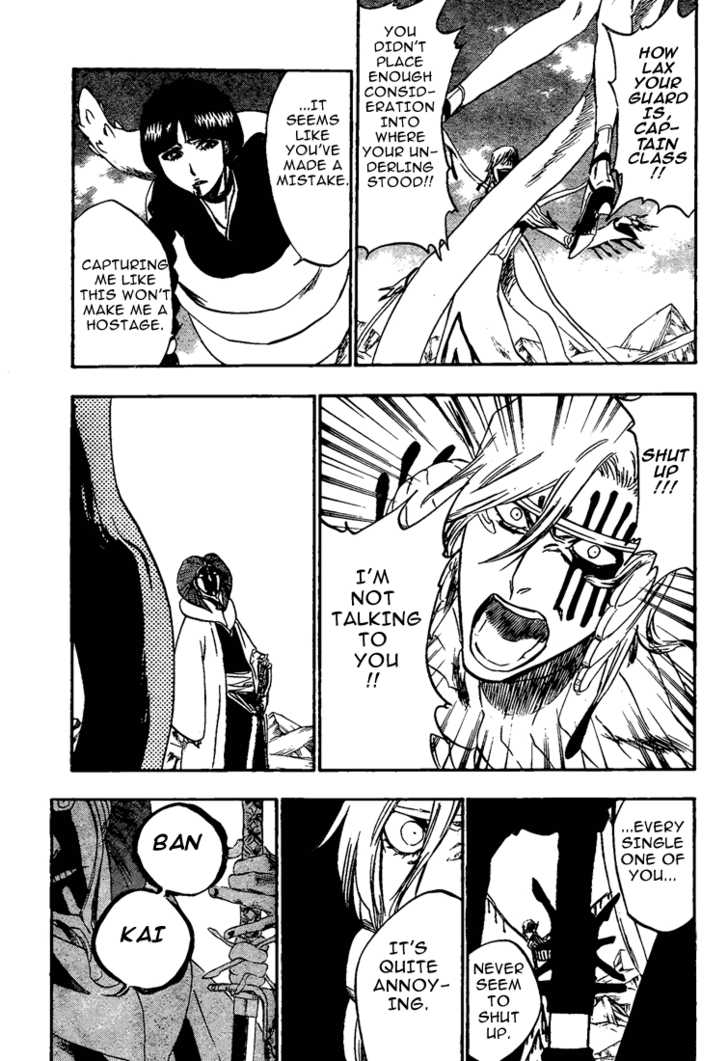 HOW
LAX
YOUR
GUARD
IS,
CAP-
TAIN
CLASS
!!
YOU
DIDN'T
PLACE
ENOUGH
CONSID-
ERATION
INTO
WHERE
YOUR UN-
DERLING
STOOD!!
...IT
SEEMS
LIKE
YOU'VE
MADE A
MISTAKE.
CAPTURING
ME LIKE
THIS WON'T
MAKE ME A
HOSTAGE.
SHUT
UP
!!!
I'M
NOT
TALKING
TO
YOU
!!
...EVERY
SINGLE
ONE OF
YOU...
NEVER
SEEM
TO
SHUT
UP.
IT'S
QUITE
ANNOY-
ING.
BAN
KAI